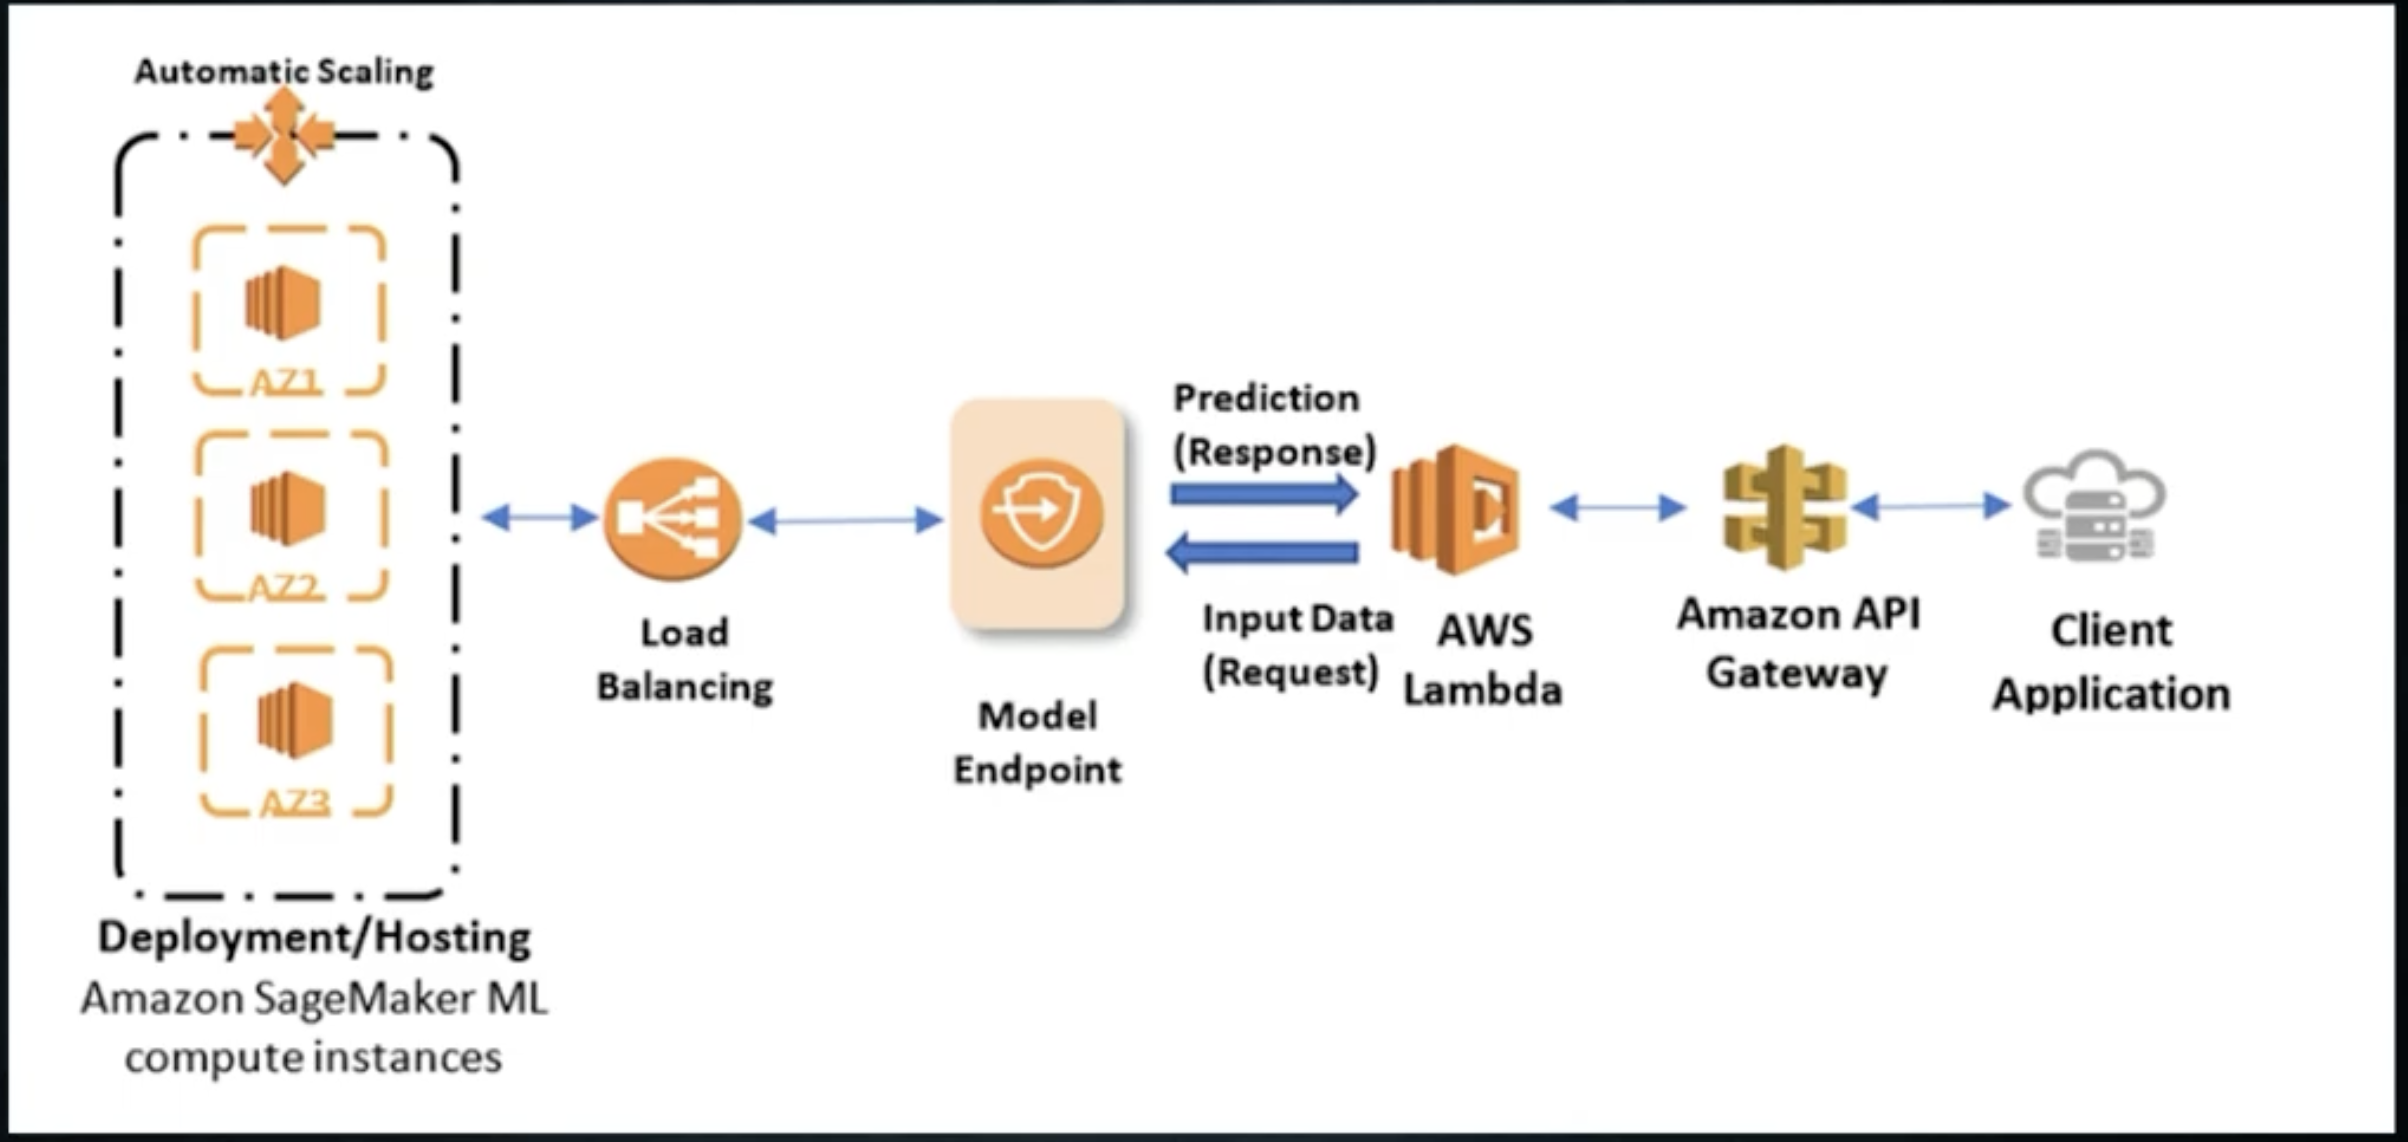 Automatic Scaling
AZ1
AZ2
AZ3
Deployment/Hosting
Amazon SageMaker ML
compute instances
Load
Balancing
Model
Endpoint
Prediction
(Response)
Input Data
(Request)
AWS
Lambda
Amazon API
Gateway
Client
Application